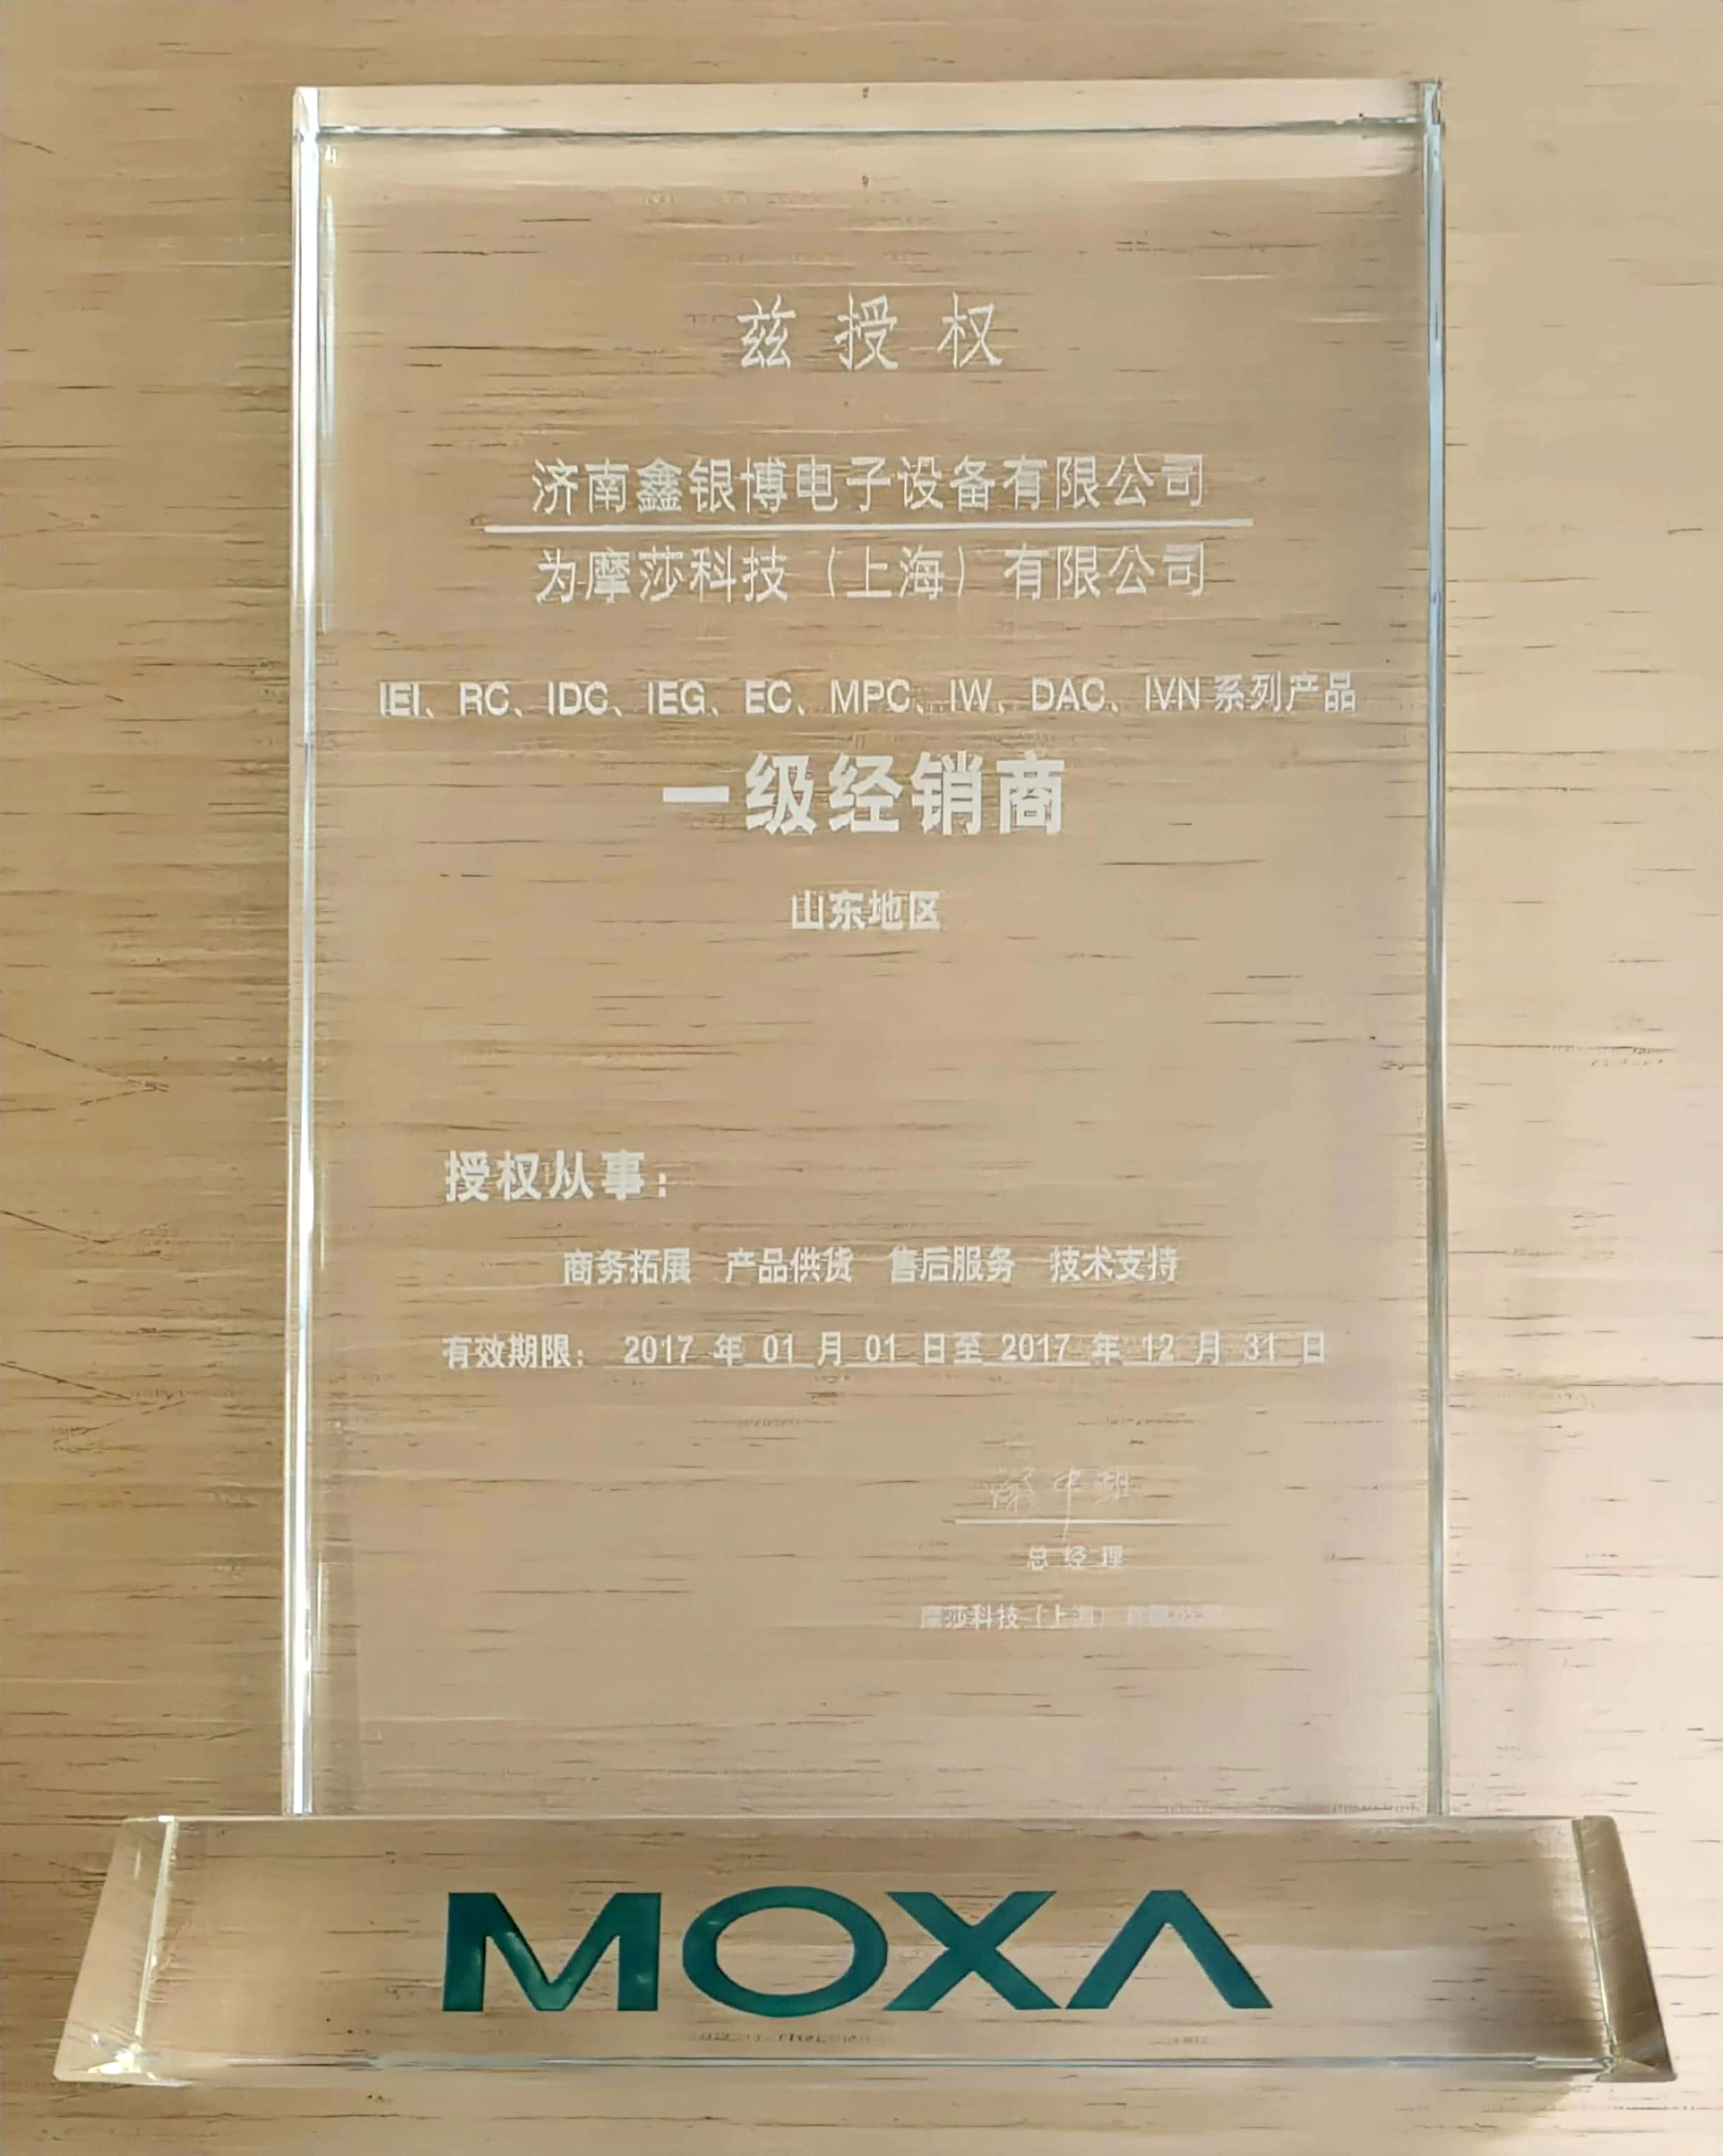 兹授权
济南鑫银博电子设备有限公司
为摩莎科技（上海）有限公司
IEI、RC、IDC、IEG、EC、MPC、IW、DAC、IVN 系列产品
一级经销商
山东地区
授权从事：
商务拓展 产品供货 售后服务 技术支持
有效期限： 2017 年 01 月 01 日至 2017 年 12 月 31 日
总经理
摩莎科技（上海）有限公司
MOXA